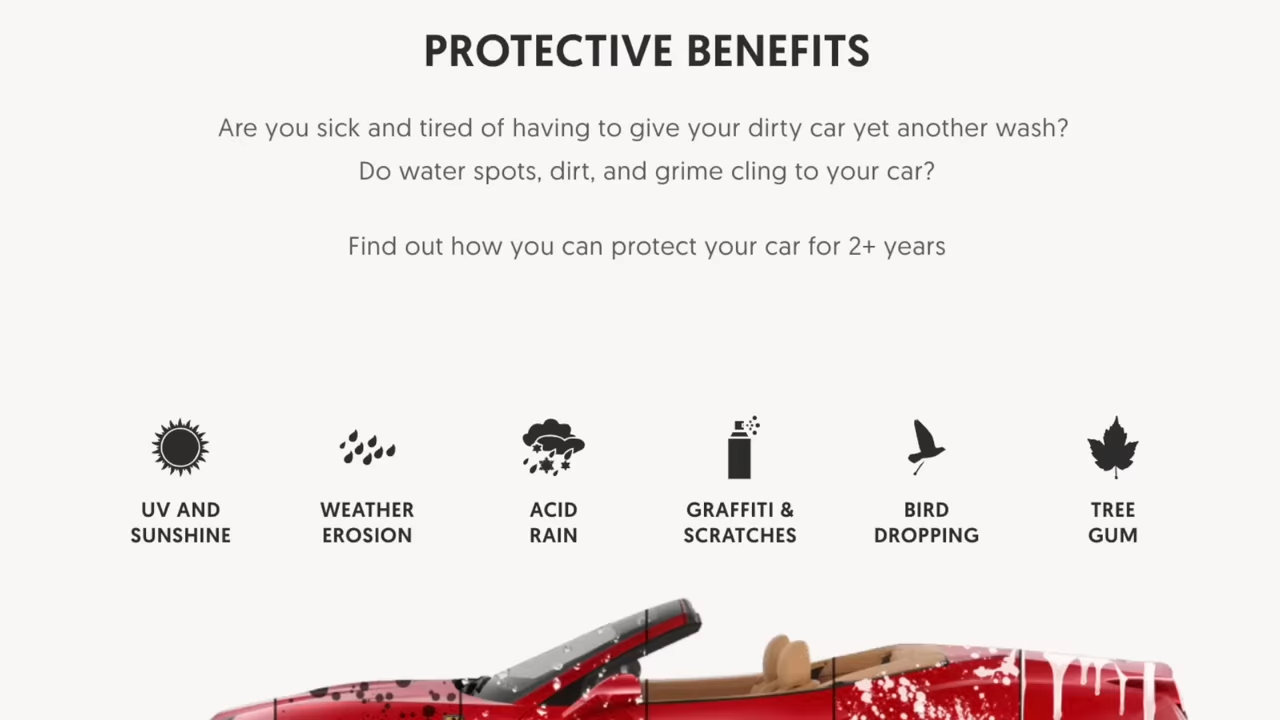 PROTECTIVE BENEFITS
Are you sick and tired of having to give your dirty car yet another wash?
Do water spots, dirt, and grime cling to your car?
Find out how you can protect your car for 2+ years
UV AND
SUNSHINE
WEATHER
EROSION
ACID
RAIN
GRAFFITI &
SCRATCHES
BIRD
DROPPING
TREE
GUM